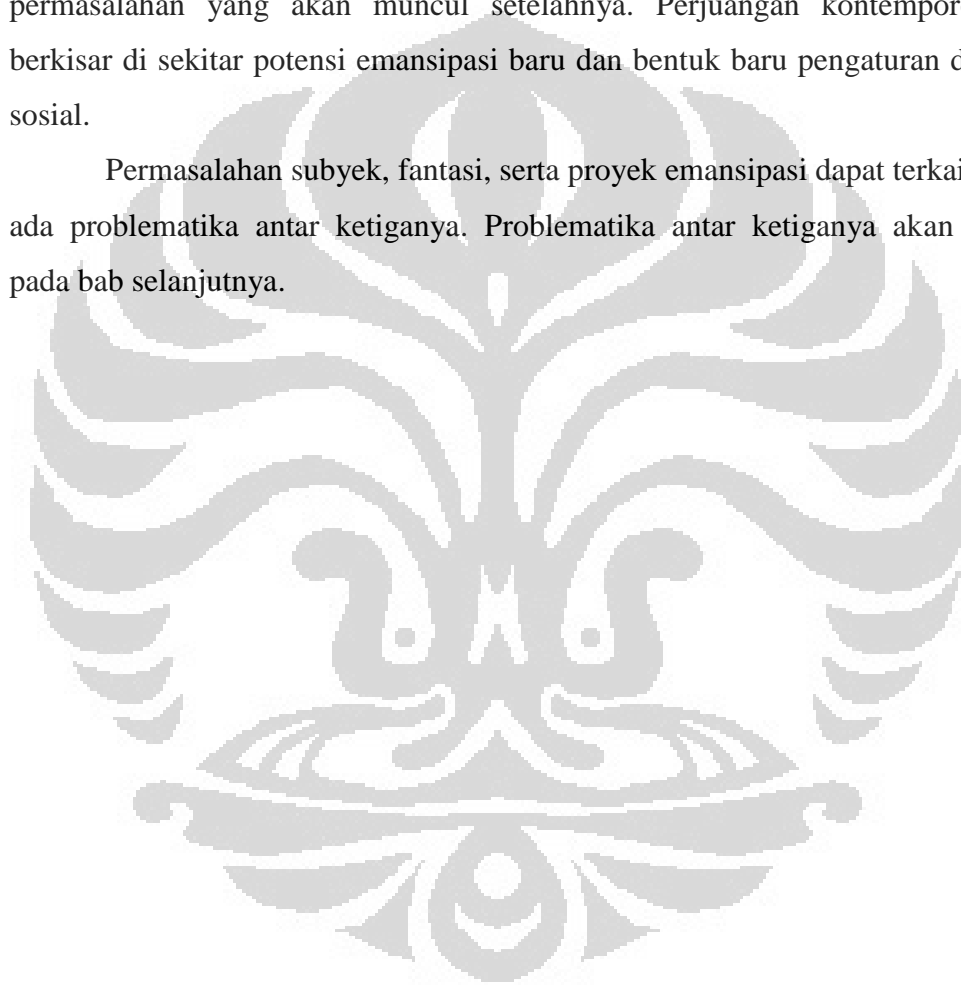 permasalahan yang akan muncul setelahnya. Perjuangan kontempor
berkisar di sekitar potensi emansipasi baru dan bentuk baru pengaturan d
sosial.
Permasalahan subyek, fantasi, serta proyek emansipasi dapat terkai
ada problematika antar ketiganya. Problematika antar ketiganya akan
pada bab selanjutnya.